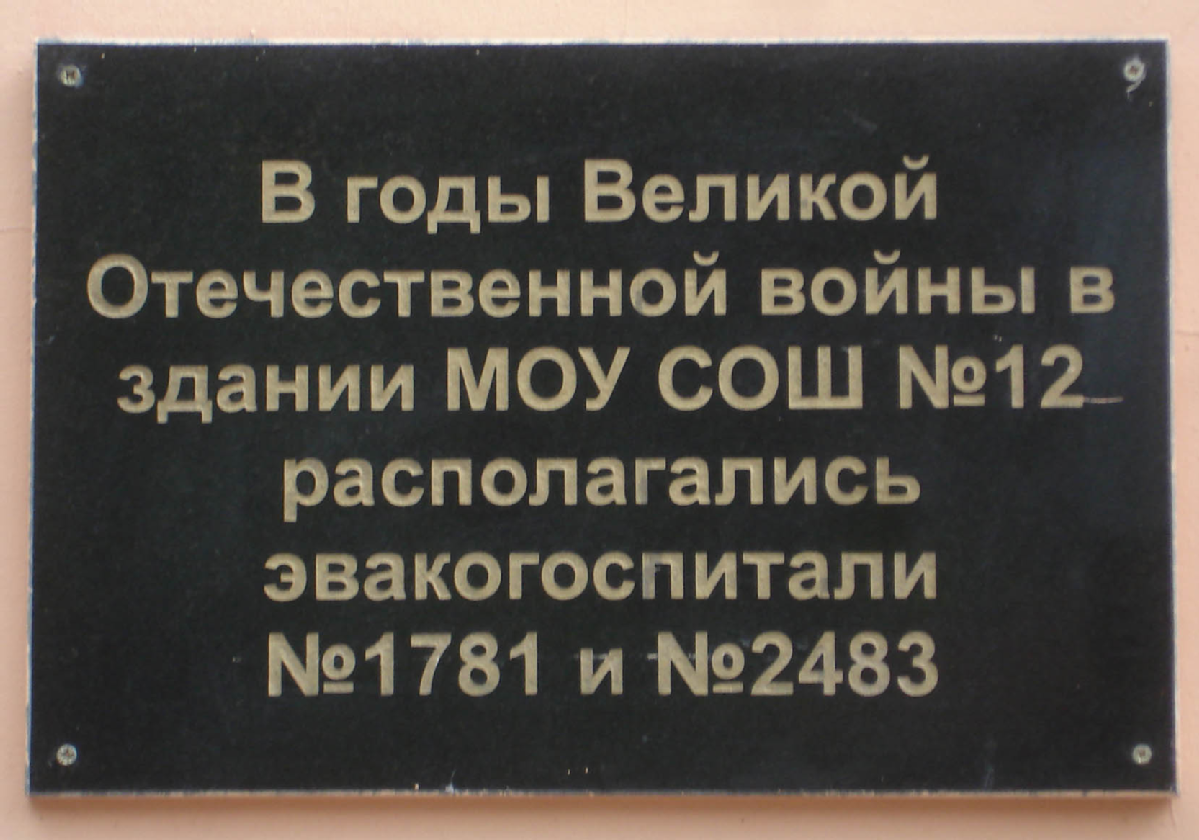 В годы Великой
Отечественной войны в
здании МОУ СОШ №12
располагались
эвакогоспитали
№1781 и №2483